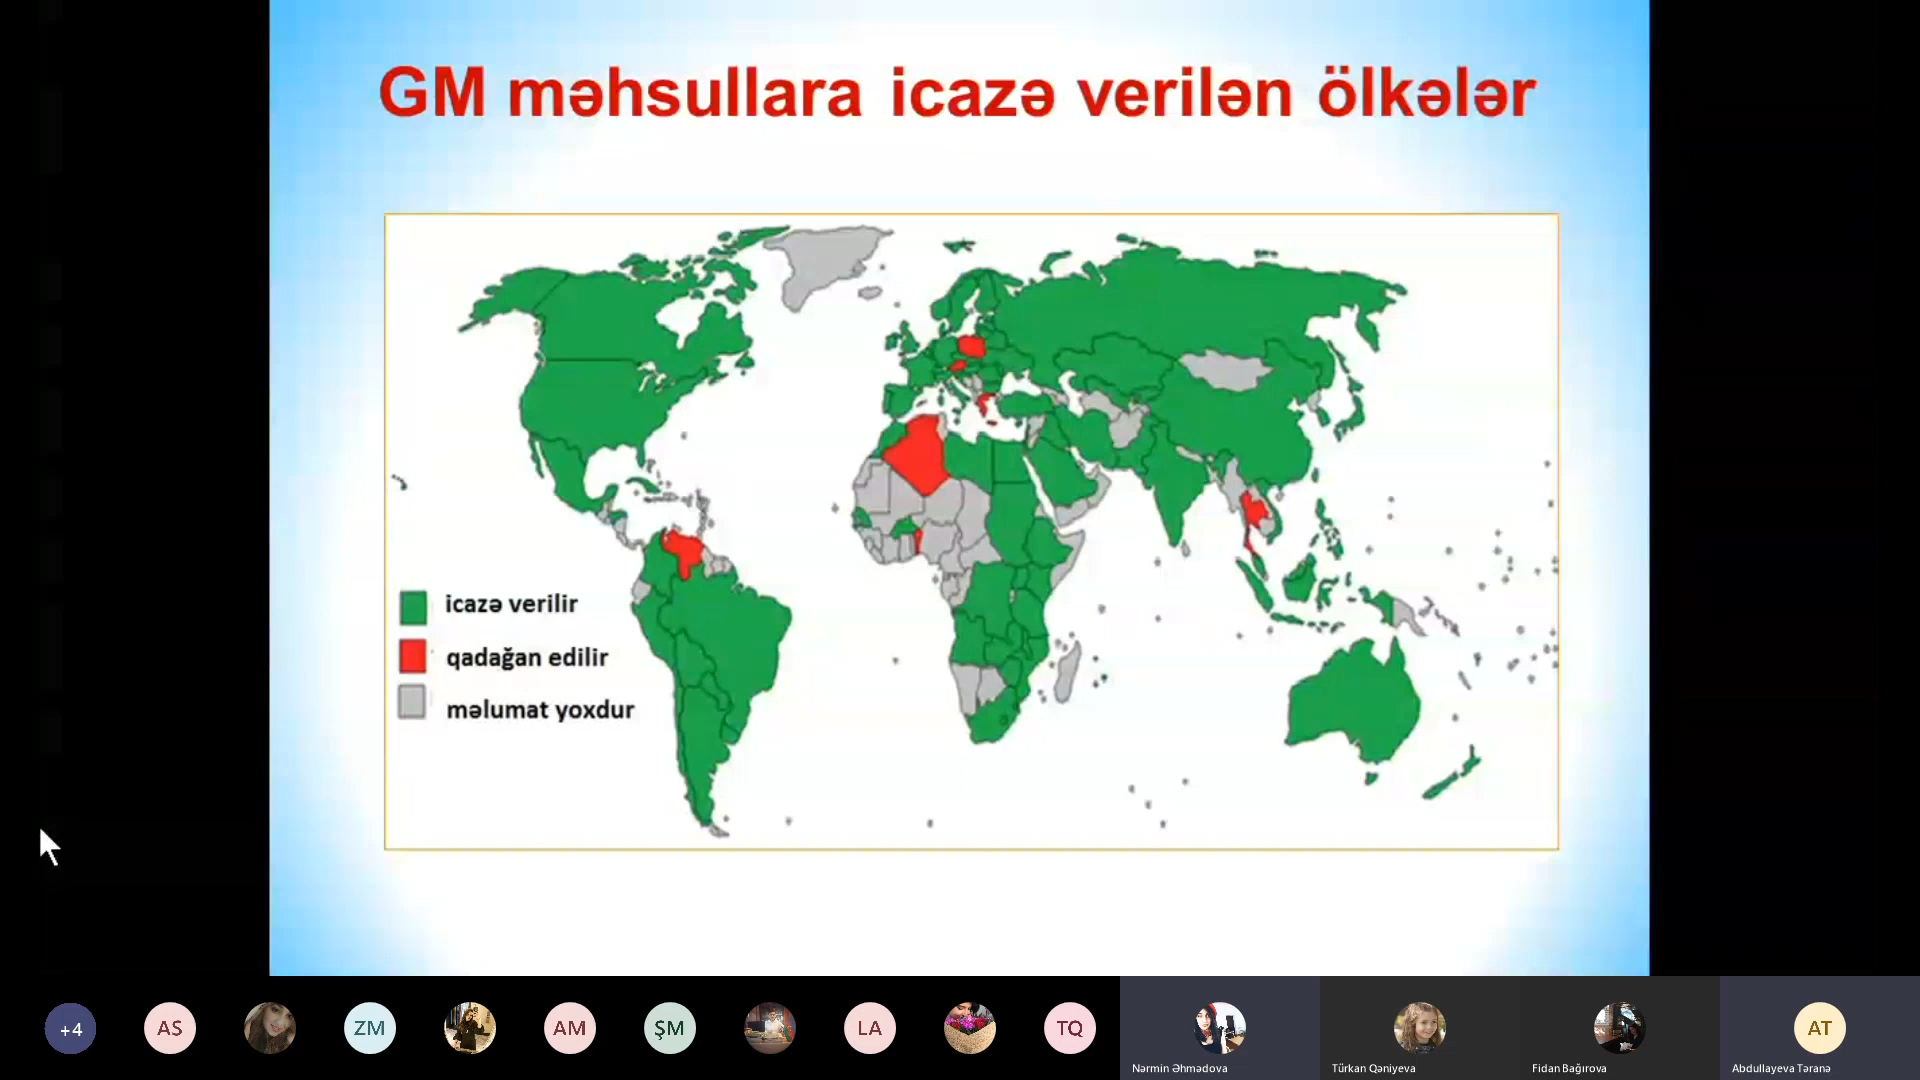 GM məhsullara icazə verilən ölkələr
icazə verilir
qadağan edilir
məlumat yoxdur
+4
AS
ZM
AM
ŞM
LA
TQ
AT
Nərmin Əhmədova
Türkan Qəniyeva
Fidan Bağırova
Abdullayeva Təranə